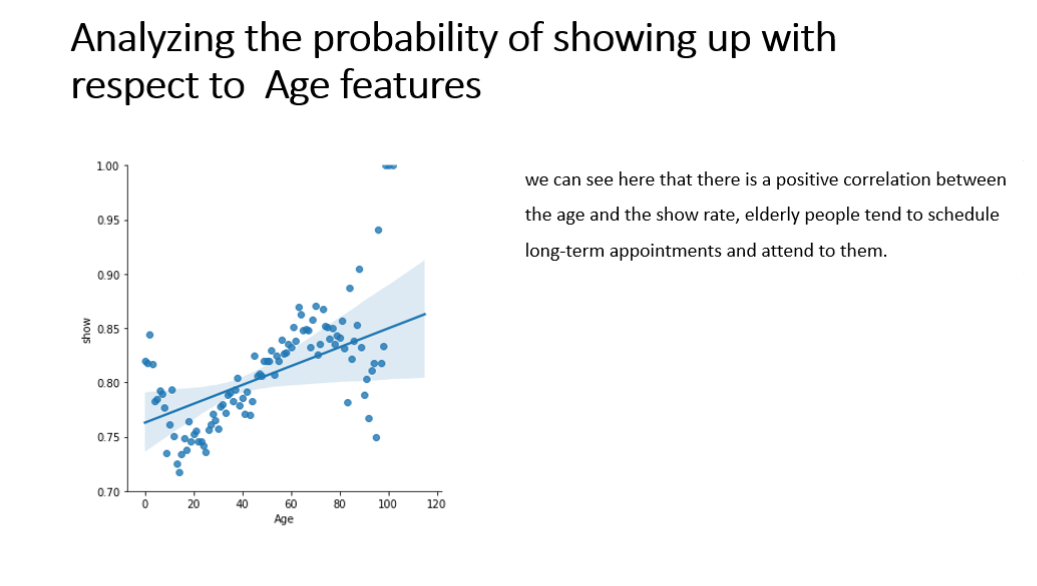 Analyzing the probability of showing up with
respect to  Age features
1.00
0.95
0.90
0.85
0.80
0.75
0.70
show
0 20 40 60 80 100 120
Age
we can see here that there is a positive correlation between
the age and the show rate, elderly people tend to schedule
long-term appointments and attend to them.